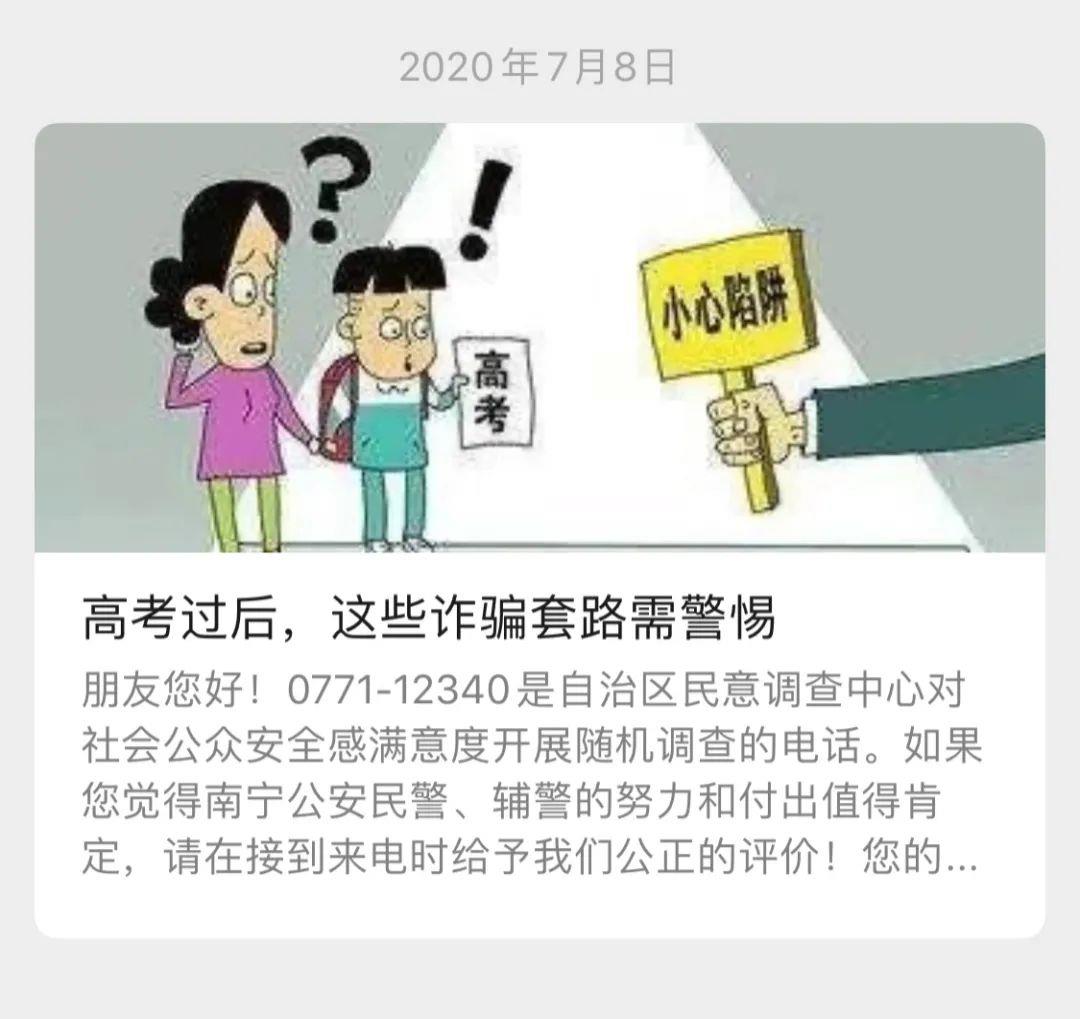 2020年7月8日
?
!
小心陷阱
高
考
高考过后，这些诈骗套路需警惕
朋友您好！0771-12340是自治区民意调查中心对
社会公众安全感满意度开展随机调查的电话。如果
您觉得南宁公安民警、辅警的努力和付出值得肯
定，请在接到来电时给予我们公正的评价！您的...